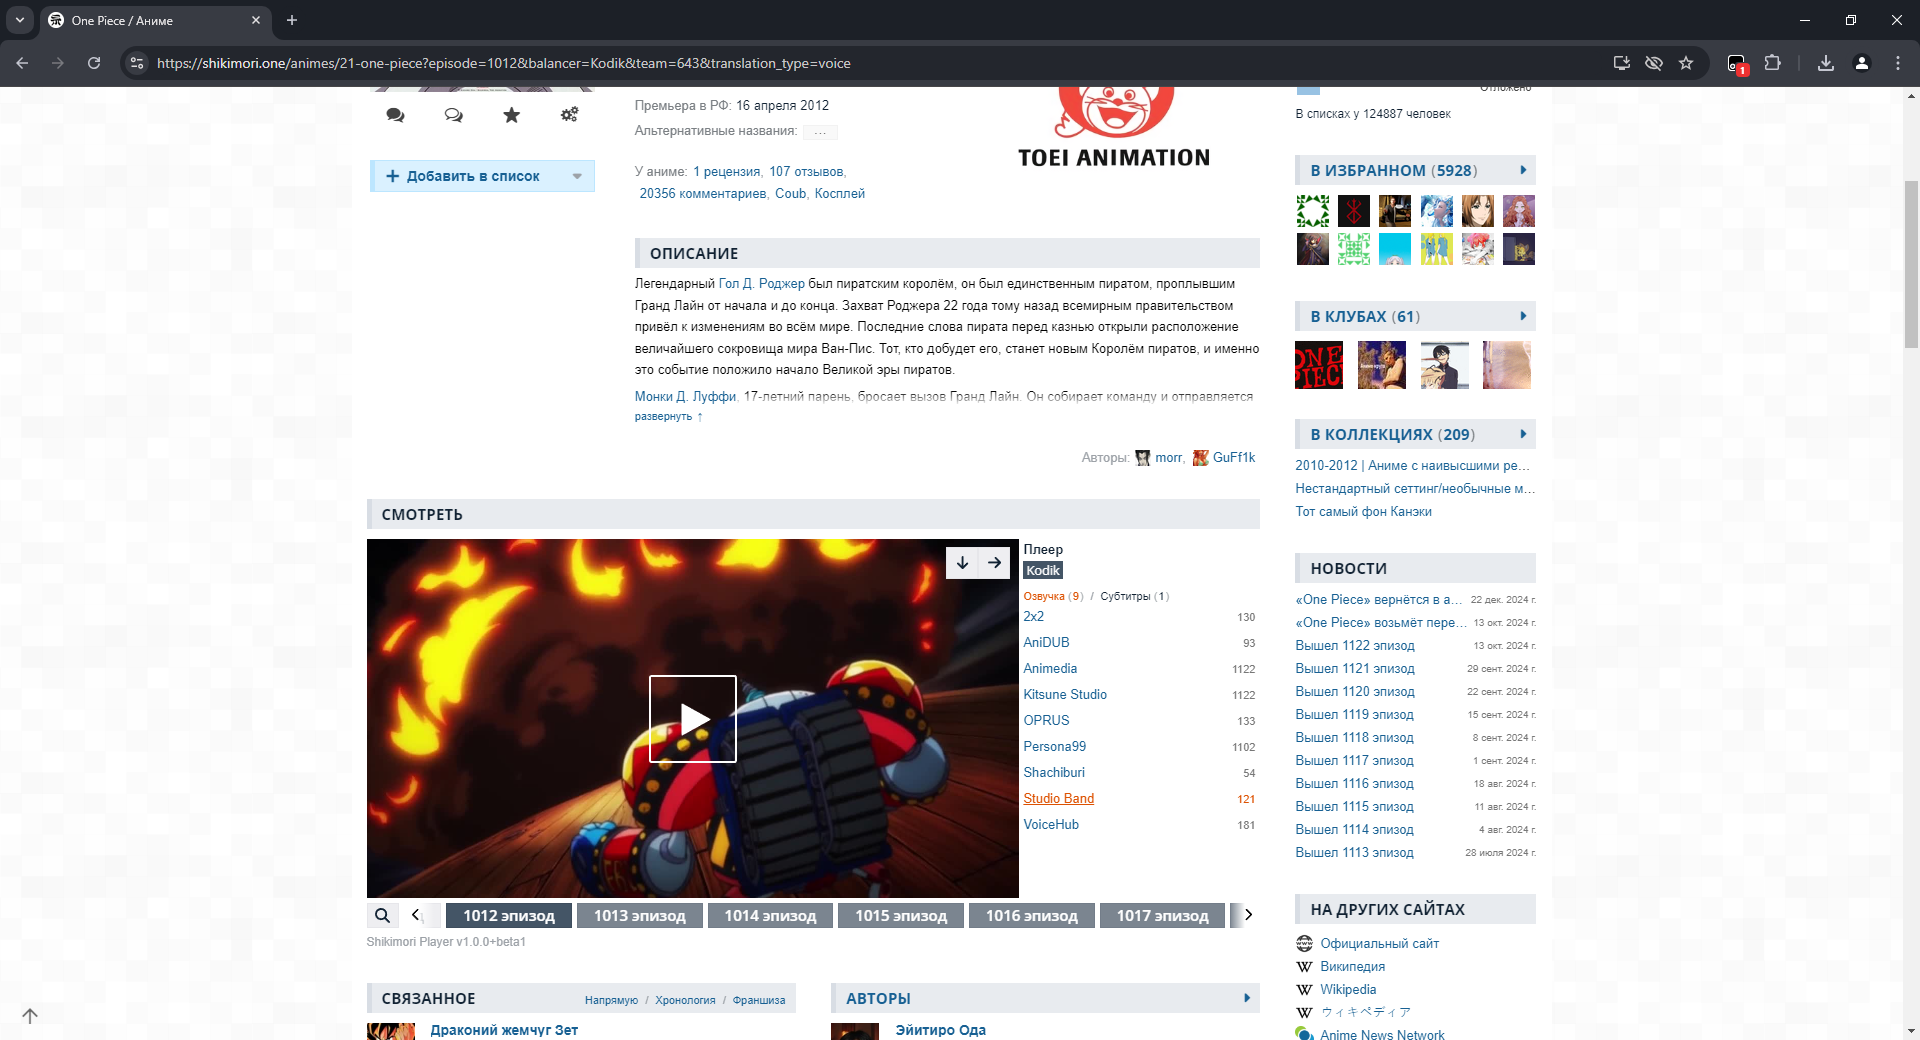 One Piece / Аниме
https://shikimori.one/animes/21-one-piece?episode=1012&balancer=Kodik&team=643&translation_type=voice
1
Премьера в РФ: 16 апреля 2012
Альтернативные названия: ...
+ Добавить в список
У аниме: 1 рецензия, 107 отзывов,
20356 комментариев, Coub, Косплей
TOEI ANIMATION
ОПИСАНИЕ
Легендарный Гол Д. Роджер был пиратским королём, он был единственным пиратом, проплывшим
Гранд Лайн от начала и до конца. Захват Роджера 22 года тому назад всемирным правительством
привёл к изменениям во всём мире. Последние слова пирата перед казнью открыли расположение
величайшего сокровища мира Ван-Пис. Тот, кто добудет его, станет новым Королём пиратов, и именно
это событие положило начало Великой эры пиратов.
Монки Д. Луффи, 17-летний парень, бросает вызов Гранд Лайн. Он собирает команду и отправляется
развернуть ↑
Авторы: morr, GuFf1k
СМОТРЕТЬ
Плеер
Kodik
Озвучка (9) / Субтитры (1)
2x2 130
AniDUB 93
Animedia 1122
Kitsune Studio 1122
OPRUS 133
Persona99 1102
Shachiburi 54
Studio Band 121
VoiceHub 181
1012 эпизод 1013 эпизод 1014 эпизод 1015 эпизод 1016 эпизод 1017 эпизод
Shikimori Player v1.0.0+beta1
СВЯЗАННОЕ Напрямую / Хронология / Франшиза
Драконий жемчуг Зет
АВТОРЫ
Эйитиро Ода
Отложено
В списках у 124887 человек
В ИЗБРАННОМ (5928)
В КЛУБАХ (61)
ONE
PIECE
В КОЛЛЕКЦИЯХ (209)
2010-2012 | Аниме с наивысшими ре...
Нестандартный сеттинг/необычные м...
Тот самый фон Канэки
НОВОСТИ
«One Piece» вернётся в а... 22 дек. 2024 г.
«One Piece» возьмёт пере... 13 окт. 2024 г.
Вышел 1122 эпизод 13 окт. 2024 г.
Вышел 1121 эпизод 29 сент. 2024 г.
Вышел 1120 эпизод 22 сент. 2024 г.
Вышел 1119 эпизод 15 сент. 2024 г.
Вышел 1118 эпизод 8 сент. 2024 г.
Вышел 1117 эпизод 1 сент. 2024 г.
Вышел 1116 эпизод 18 авг. 2024 г.
Вышел 1115 эпизод 11 авг. 2024 г.
Вышел 1114 эпизод 4 авг. 2024 г.
Вышел 1113 эпизод 28 июля 2024 г.
НА ДРУГИХ САЙТАХ
Официальный сайт
Википедия
Wikipedia
ウィキペディア
Anime News Network